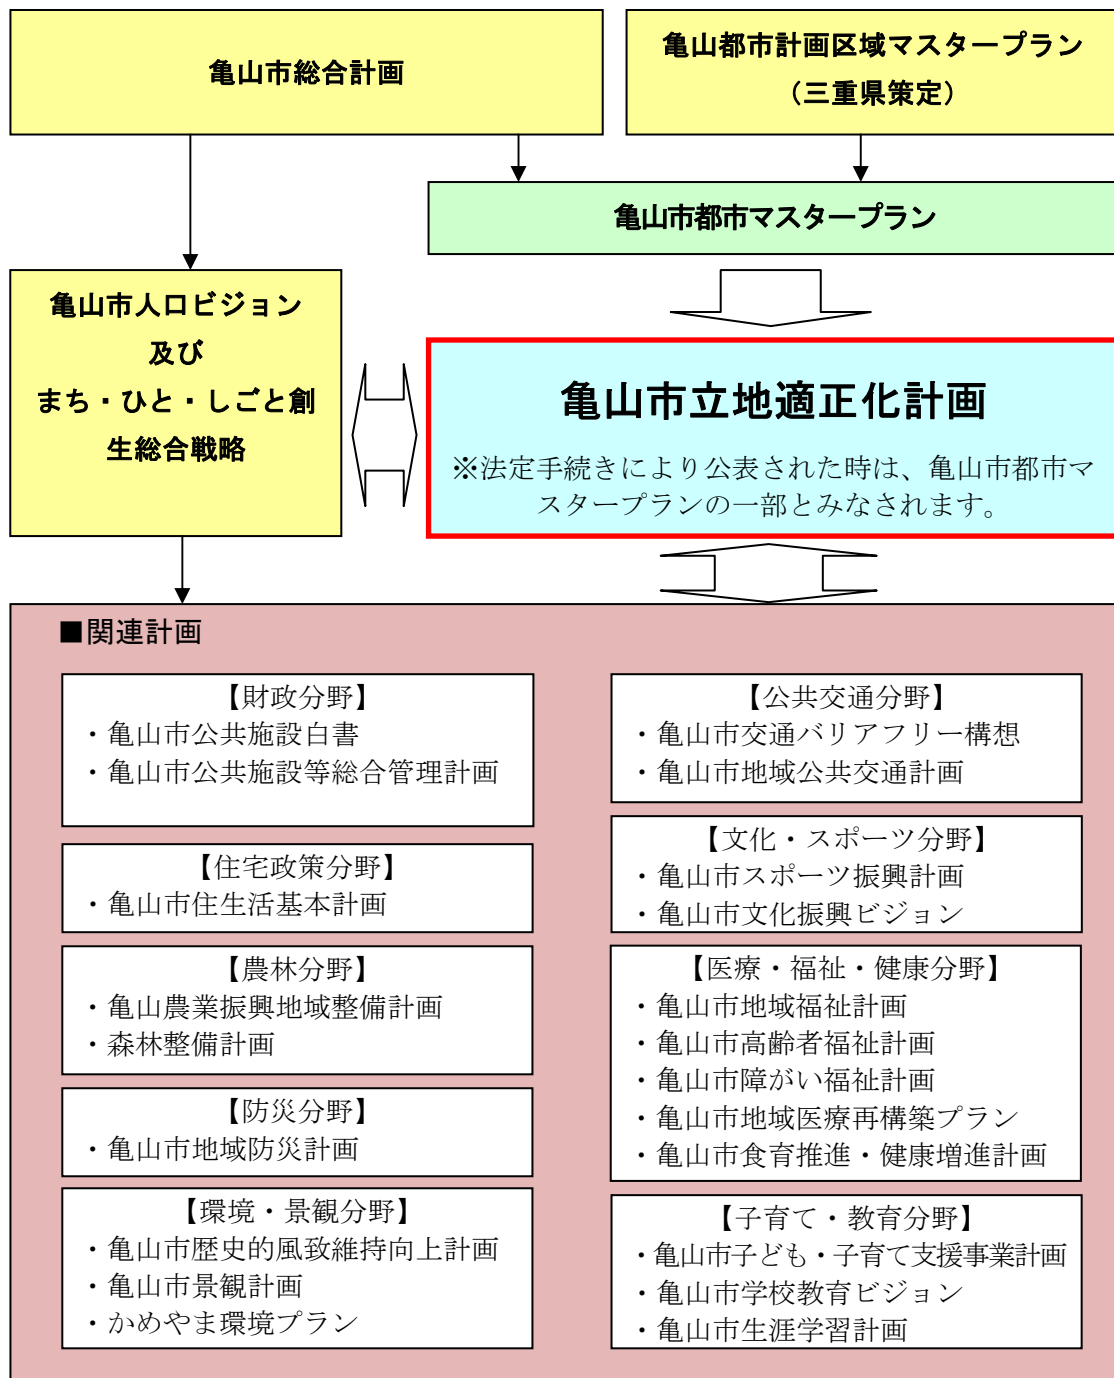 亀山市総合計画
亀山都市計画区域マスタープラン
（三重県策定）
亀山市都市マスタープラン
亀山市人口ビジョン
及び
まち・ひと・しごと創
生総合戦略
亀山市立地適正化計画
※法定手続きにより公表された時は、亀山市都市マ
スタープランの一部とみなされます。
■関連計画
【財政分野】
・亀山市公共施設白書
・亀山市公共施設等総合管理計画
【住宅政策分野】
・亀山市住生活基本計画
【農林分野】
・亀山農業振興地域整備計画
・森林整備計画
【防災分野】
・亀山市地域防災計画
【環境・景観分野】
・亀山市歴史的風致維持向上計画
・亀山市景観計画
・かめやま環境プラン
【公共交通分野】
・亀山市交通バリアフリー構想
・亀山市地域公共交通計画
【文化・スポーツ分野】
・亀山市スポーツ振興計画
・亀山市文化振興ビジョン
【医療・福祉・健康分野】
・亀山市地域福祉計画
・亀山市高齢者福祉計画
・亀山市障がい福祉計画
・亀山市地域医療再構築プラン
・亀山市食育推進・健康増進計画
【子育て・教育分野】
・亀山市子ども・子育て支援事業計画
・亀山市学校教育ビジョン
・亀山市生涯学習計画